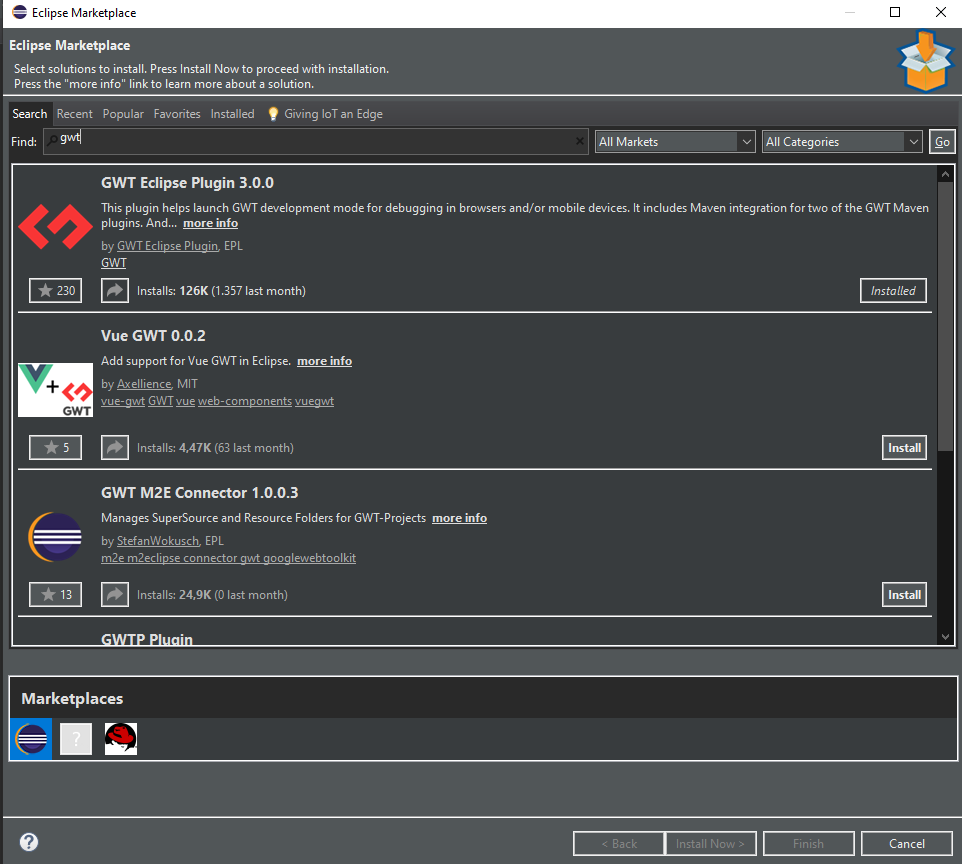 Eclipse Marketplace
Eclipse Marketplace
Select solutions to install. Press Install Now to proceed with installation.
Press the "more info" link to learn more about a solution.
Search Recent Popular Favorites Installed Giving IoT an Edge
Find: gwt All Markets All Categories Go
GWT Eclipse Plugin 3.0.0
This plugin helps launch GWT development mode for debugging in browsers and/or mobile devices. It includes Maven integration for two of the GWT Maven
plugins. And... more info
by GWT Eclipse Plugin, EPL
GWT
230 Installs: 126K (1.357 last month) Installed
Vue GWT 0.0.2
Add support for Vue GWT in Eclipse. more info
by Axellience, MIT
GWT
vue-gwt GWT vue web-components vuegwt
5 Installs: 4,47K (63 last month) Install
GWT M2E Connector 1.0.0.3
Manages SuperSource and Resource Folders for GWT-Projects more info
by StefanWokusch, EPL
m2e m2eclipse connector gwt googlewebtoolkit
13 Installs: 24,9K (0 last month) Install
GWTP Plugin
Marketplaces
?
? < Back Install Now > Finish Cancel